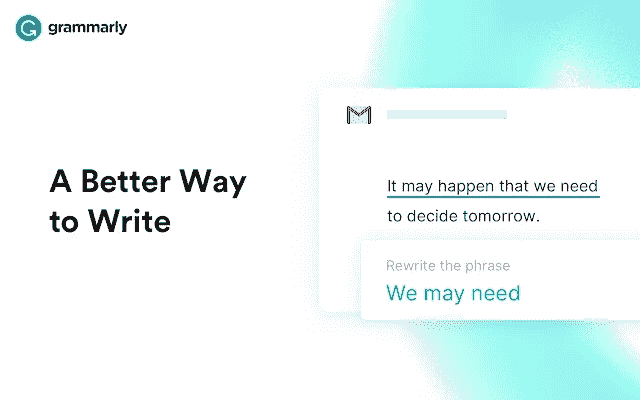 grammarly
A Better Way
to Write
It may happen that we need
to decide tomorrow.
Rewrite the phrase
We may need